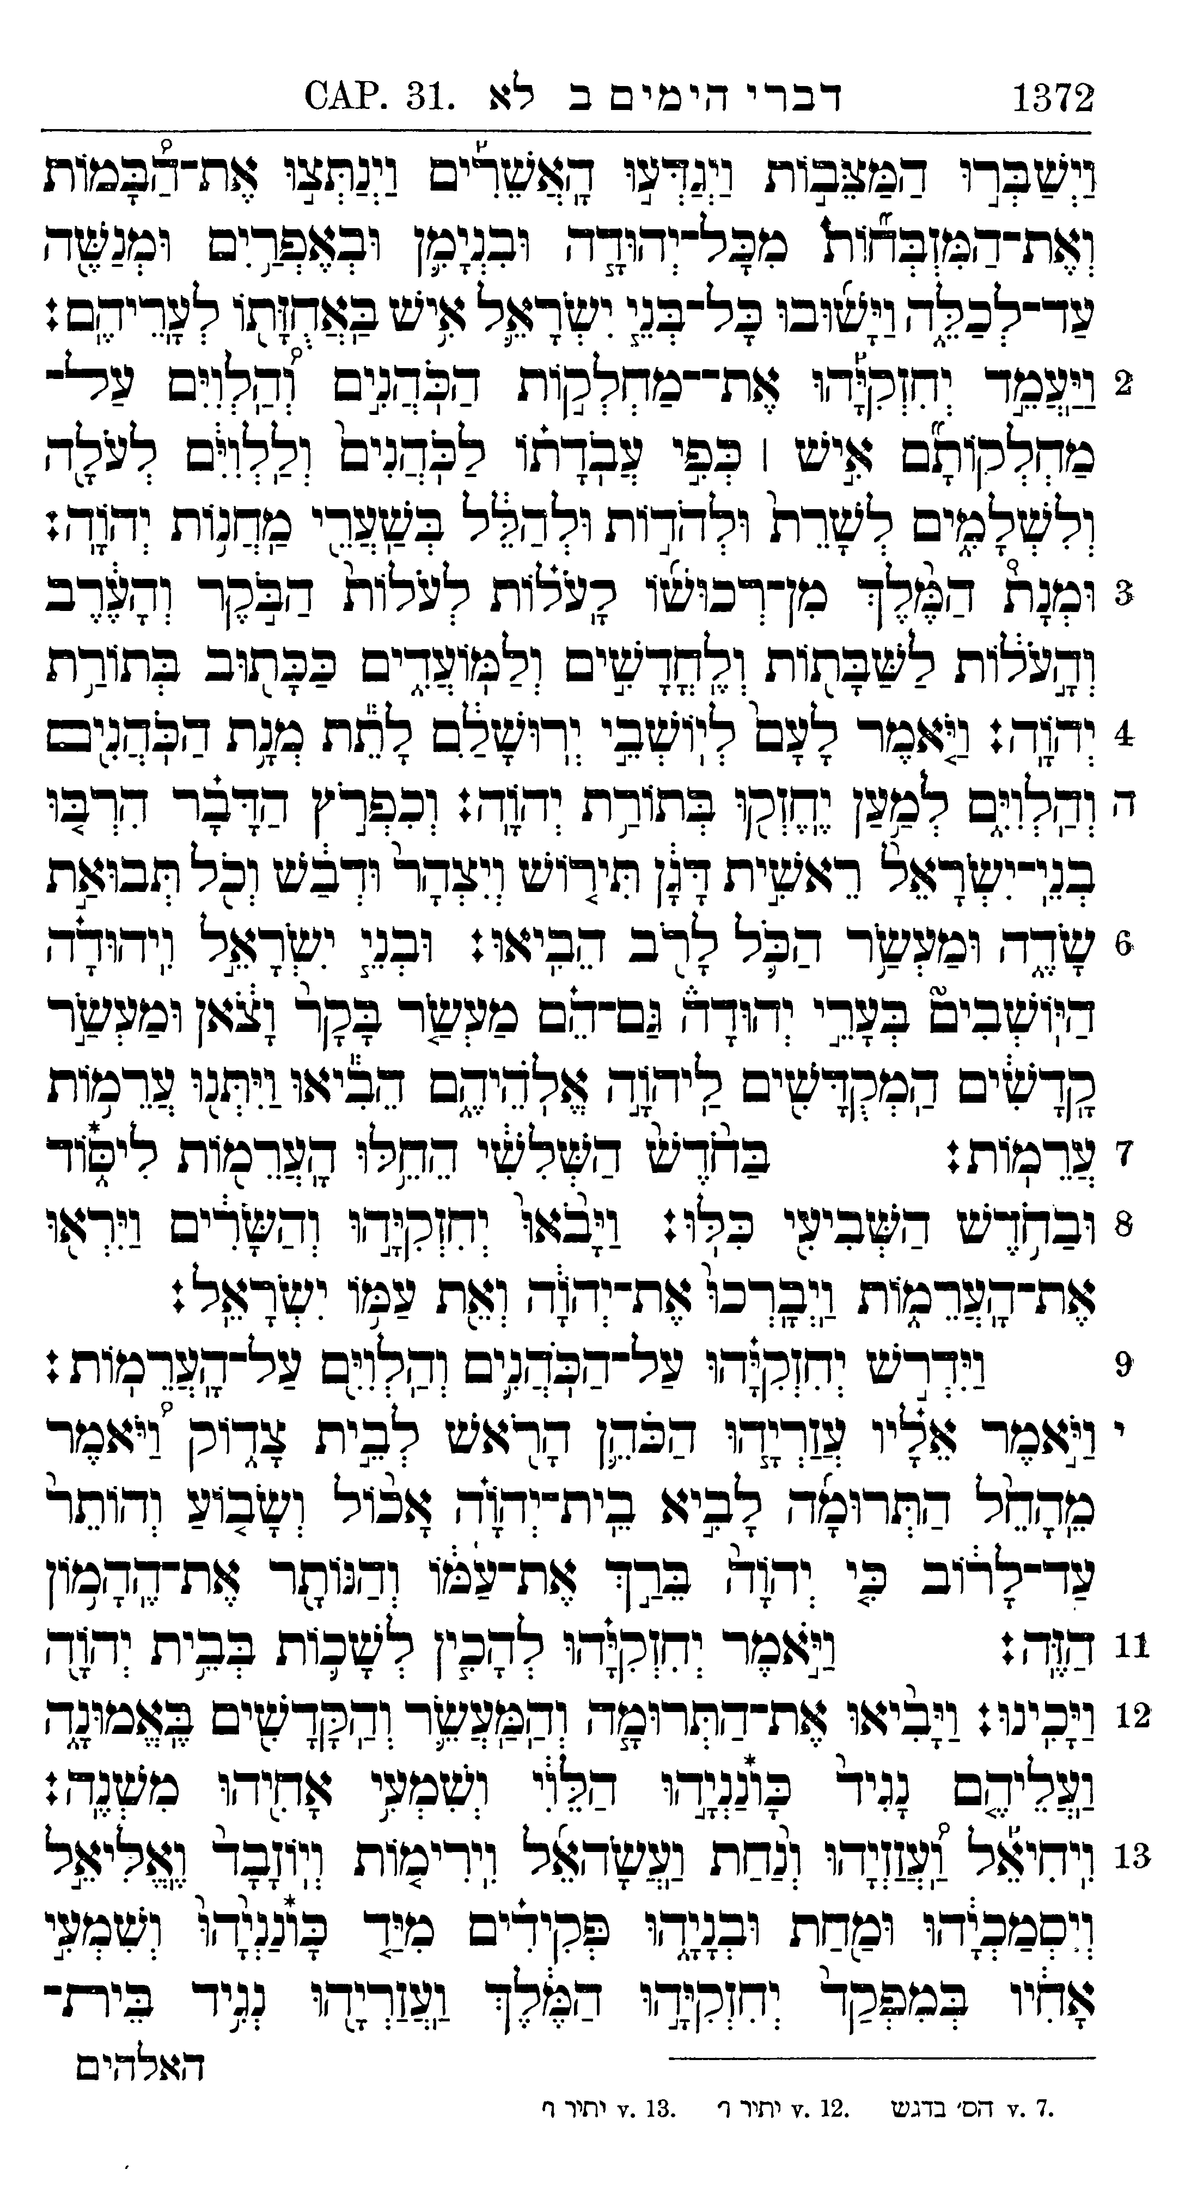 1372 דברי הימים ב לא CAP. 31.
וַיְשַׁבְּר֣וּ הַמַּצֵּב֣וֹת וַיְגַדְּע֣וּ הָאֲשֵׁרִ֞ים וַיְנַתְּצ֣וּ אֶת־הַ֠בָּמוֹת
וְאֶת־הַמִּזְבְּח֞וֹת מִכָּל־יְהוּדָ֧ה וּבִנְיָמִ֛ן וּבְאֶפְרַ֥יִם וּמְנַשֶּׁ֖ה
עַד־לְכַלֵּ֑ה וַיָּשׁ֜וּבוּ כָּל־בְּנֵ֧י יִשְׂרָאֵ֛ל אִ֥ישׁ בַּאֲחֻזָּת֖וֹ לְעָרֵיהֶֽם׃
2 וַיַּעֲמֵ֣ד יְחִזְקִיָּ֡הוּ אֶת־־מַחְלְק֣וֹת הַכֹּהֲנִ֣ים וְ֠הַלְוִיִּם עַל־
מַחְלְקוֹתָ֞ם אִ֣ישׁ ׀ כְּפִ֣י עֲבֹדָת֗וֹ לַכֹּהֲנִים֙ וְלַלְוִיִּ֔ם לְעֹלָ֖ה
וְלִשְׁלָמִ֑ים לְשָׁרֵת֙ וּלְהֹד֣וֹת וּלְהַלֵּ֔ל בְּשַׁעֲרֵ֖י מַחֲנ֥וֹת יְהוָֽה׃
3 וּמְנָת֩ הַמֶּ֨לֶךְ מִן־רְכוּשׁ֜וֹ לָעֹל֗וֹת לְעֹלוֹת֙ הַבֹּ֣קֶר וְהָעֶ֔רֶב
וְהָ֣עֹל֔וֹת לַשַּׁבָּת֖וֹת וְלֶחֳדָשִׁ֣ים וְלַמּוֹעֲדִ֑ים כַּכָּת֖וּב בְּתוֹרַ֥ת
4 יְהוָֽה׃ וַיֹּ֤אמֶר לָעָם֙ לְיוֹשְׁבֵ֣י יְרוּשָׁלִַ֔ם לָתֵ֕ת מְנָ֥ת הַכֹּהֲנִ֖ים
ה וְהַלְוִיִּ֑ם לְמַ֥עַן יֶחֶזְק֖וּ בְּתוֹרַ֥ת יְהוָֽה׃ וְכִפְרֹ֣ץ הַדָּבָ֗ר הִרְבּ֤וּ
בְנֵֽי־יִשְׂרָאֵל֙ רֵאשִׁ֣ית דָּגָ֔ן תִּיר֤וֹשׁ וְיִצְהָר֙ וּדְבַ֔שׁ וְכֹ֖ל תְּבוּאַ֣ת
6 שָׂדֶ֑ה וּמַעְשַׂ֥ר הַכֹּ֛ל לָרֹ֖ב הֵבִֽיאוּ׃ וּבְנֵ֧י יִשְׂרָאֵ֣ל וִֽיהוּדָ֗ה
הַיּֽוֹשְׁבִים֮ בְּעָרֵ֣י יְהוּדָה֒ גַּם־הֵ֗ם מַעְשַׂ֤ר בָּקָר֙ וָצֹ֔אן וּמַעְשַׂ֣ר
קָֽדָשִׁ֔ים הַמְקֻדָּשִׁ֖ים לַיהוָ֣ה אֱלֹהֵיהֶ֑ם הֵבִ֕יאוּ וַֽיִּתְּנ֖וּ עֲרֵמ֥וֹת
7 עֲרֵמֽוֹת׃ בַּחֹ֙דֶשׁ֙ הַשְּׁלִשִׁ֔י הֵחֵ֥לּוּ הָעֲרֵמ֖וֹת לִיסּ֑*וֹד
8 וּבַחֹ֥דֶשׁ הַשְּׁבִיעִ֖י כִּלּֽוּ׃ וַיָּבֹ֙אוּ֙ יְחִזְקִיָּ֣הוּ וְהַשָּׂרִ֔ים וַיִּרְא֖וּ
אֶת־הָעֲרֵמ֑וֹת וַֽיְבָרֲכוּ֙ אֶת־יְהוָ֔ה וְאֵ֖ת עַמּ֥וֹ יִשְׂרָאֵֽל׃
9 וַיִּדְרֹ֣שׁ יְחִזְקִיָּ֗הוּ עַל־הַכֹּֽהֲנִ֛ים וְהַלְוִיִּ֖ם עַל־הָעֲרֵמֽוֹת׃
י וַיֹּ֣אמֶר אֵלָ֗יו עֲזַרְיָ֧הוּ הַכֹּהֵ֛ן הָרֹ֖אשׁ לְבֵ֣ית צָד֑וֹק וַ֠יֹּאמֶר
מֵהָחֵ֨ל הַתְּרוּמָ֜ה לָבִ֣יא בֵית־יְהוָ֗ה אָכ֨וֹל וְשָׂב֤וֹעַ וְהוֹתֵר֙
עַד־לָר֔וֹב כִּ֤י יְהוָה֙ בֵּרַ֣ךְ אֶת־עַמּ֔וֹ וְהַנּוֹתָ֖ר אֶת־הֶהָמ֥וֹן
11 הַזֶּֽה׃ וַיֹּ֣אמֶר יְחִזְקִיָּ֗הוּ לְהָכִ֧ין לְשָׁכ֛וֹת בְּבֵ֥ית יְהוָ֖ה
12 וַיָּכִֽינוּ׃ וַיָּבִ֨יאוּ אֶת־הַתְּרוּמָ֧ה וְהַֽמַּעֲשֵׂ֛ר וְהַקֳּדָשִׁ֖ים בֶּאֱמוּנָ֑ה
וַעֲלֵיהֶ֤ם נָגִיד֙ כָּו*נַנְיָ֣הוּ הַלֵּוִ֔י וְשִׁמְעִ֥י אָחִ֖יהוּ מִשְׁנֶֽה׃
13 וִֽיחִיאֵ֡ל וַ֠עֲזַזְיָהוּ וְנַ֨חַת וַעֲשָׂהאֵ֜ל וִֽירִימ֤וֹת וְיוֹזָבָד֙ וֶאֱלִיאֵ֣ל
וְיִסְמַכְיָ֔הוּ וּמַ֖חַת וּבְנָיָ֑הוּ פְּקִידִ֗ים מִיַּ֤ד כָּו*נַנְיָ֙הוּ֙ וְשִׁמְעִ֣י
אָחִ֔יו בְּמִפְקַד֙ יְחִזְקִיָּ֣הוּ הַמֶּ֔לֶךְ וַעֲזַרְיָ֖הוּ נְגִ֥יד בֵּית־
האלהים
v. 7. הס׳ בדגש v. 12. יתיר ו׳ v. 13. יתיר ו׳